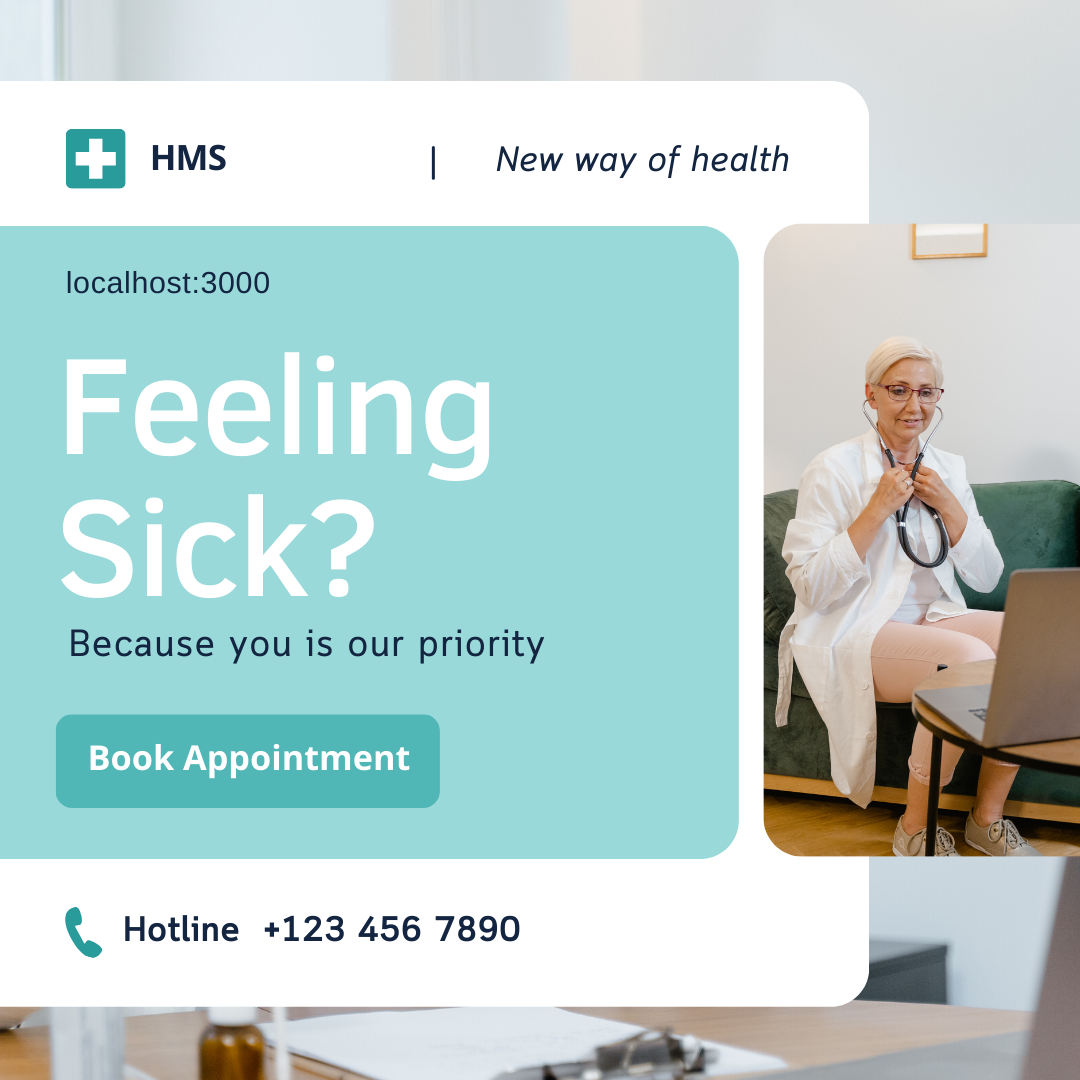 HMS | New way of health
localhost:3000
Feeling
Sick?
Because you is our priority
Book Appointment
Hotline +123 456 7890